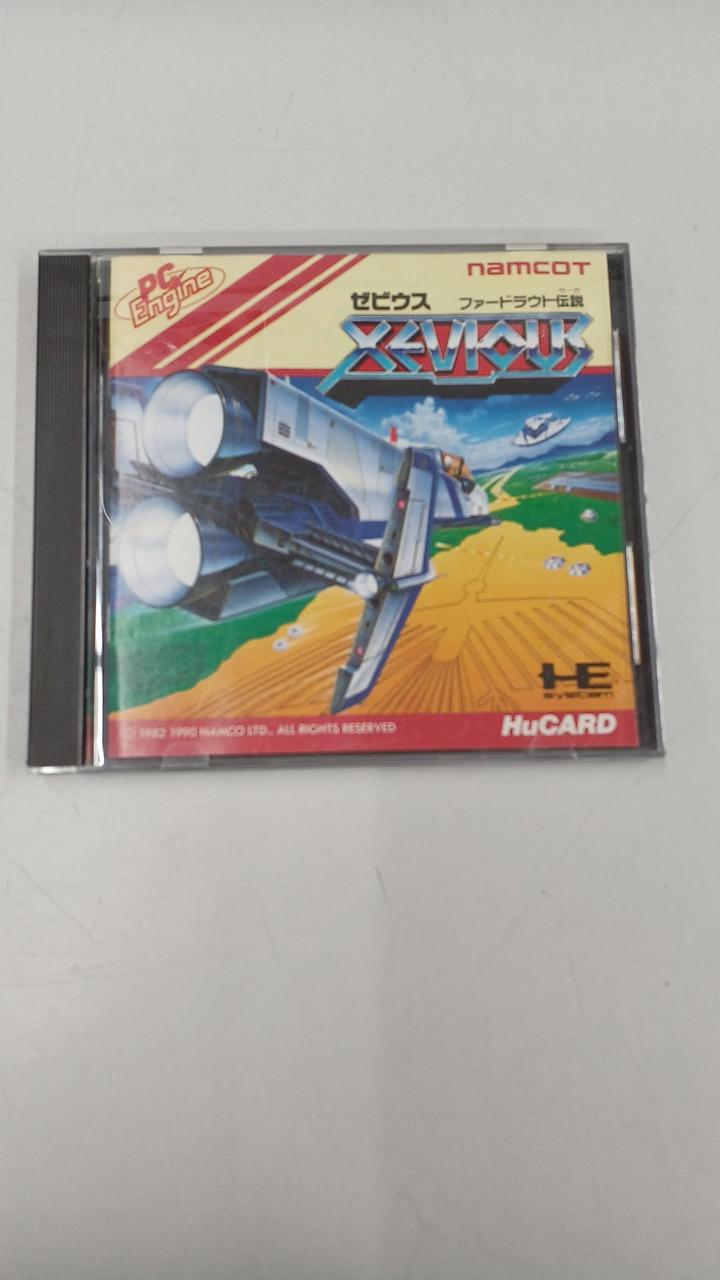 PC Engine
namcot
ゼビウス ファードラウト伝説
サーガ
XEVIOUS
HE system
© 1982 1990 NAMCO LTD., ALL RIGHTS RESERVED
HuCARD